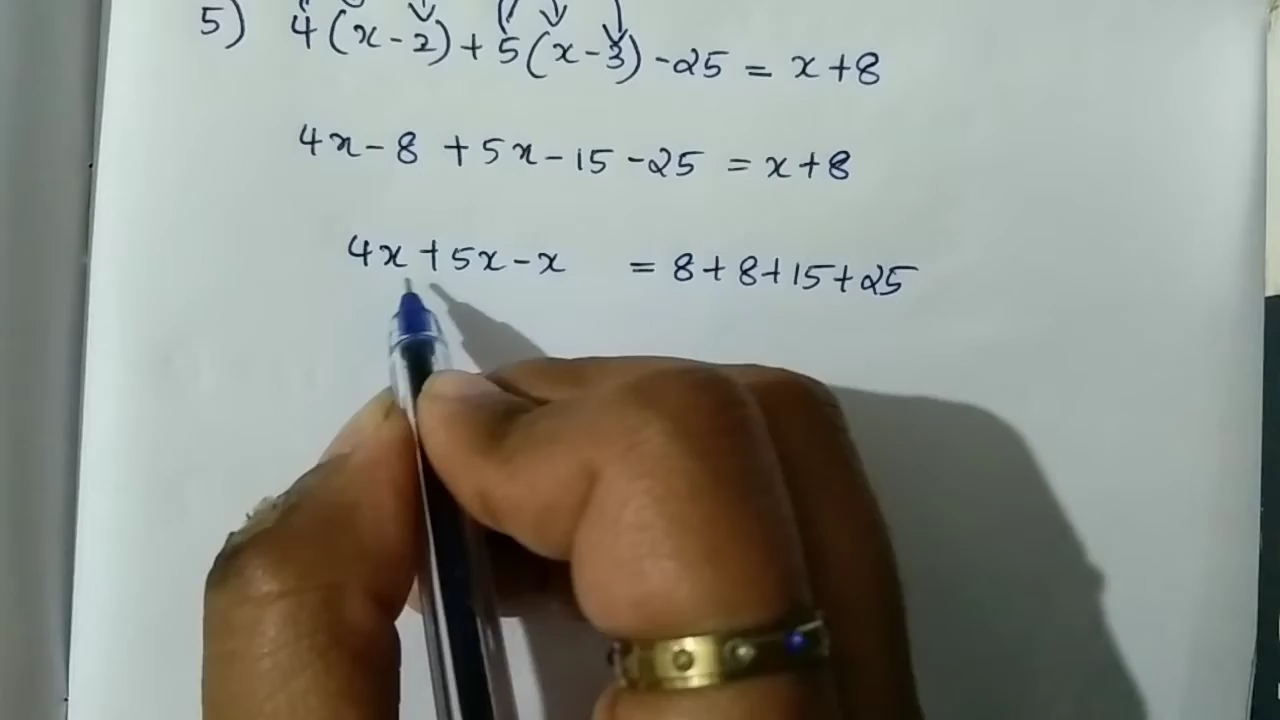 5) 4(x-2)+5(x-3)-25 = x+8
4x-8 +5x-15-25 = x+8
4x+5x-x = 8+8+15+25